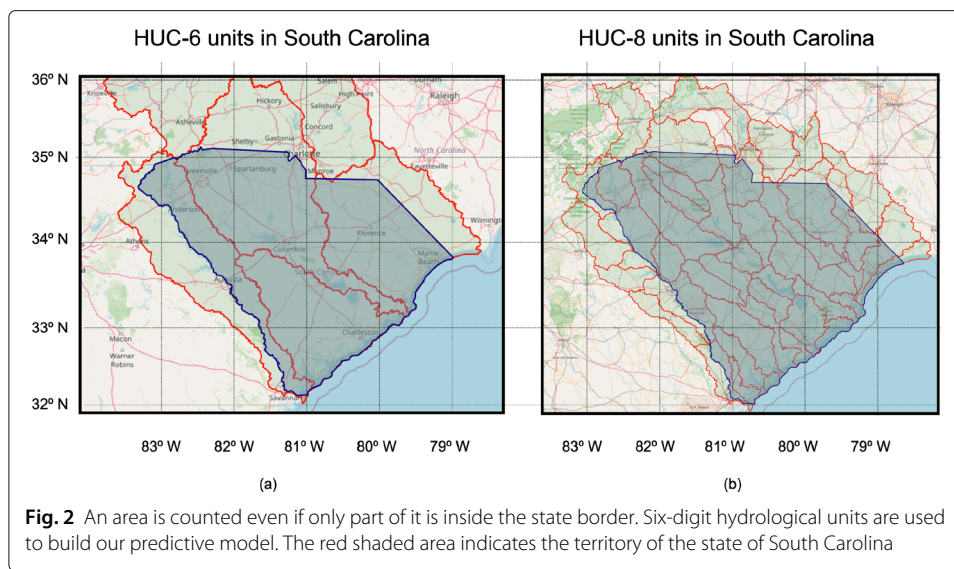 HUC-6 units in South Carolina
HUC-8 units in South Carolina
36° N
35° N
34° N
33° N
32° N
Knoxville
Asheville
Hickory
Salisbury
High Point
Durham
Raleigh
Shelby
Gastonia
Concord
Charlotte
North Carolina
Greenville
Spartanburg
Monroe
Fayetteville
Anderson
Athens
Columbia
Florence
Wilmington
Myrtle
Beach
Augusta
Charleston
Macon
Warner
Robins
Savannah
83° W
82° W
81° W
80° W
79° W
83° W
82° W
81° W
80° W
79° W
(a)
(b)
Fig. 2 An area is counted even if only part of it is inside the state border. Six-digit hydrological units are used
to build our predictive model. The red shaded area indicates the territory of the state of South Carolina